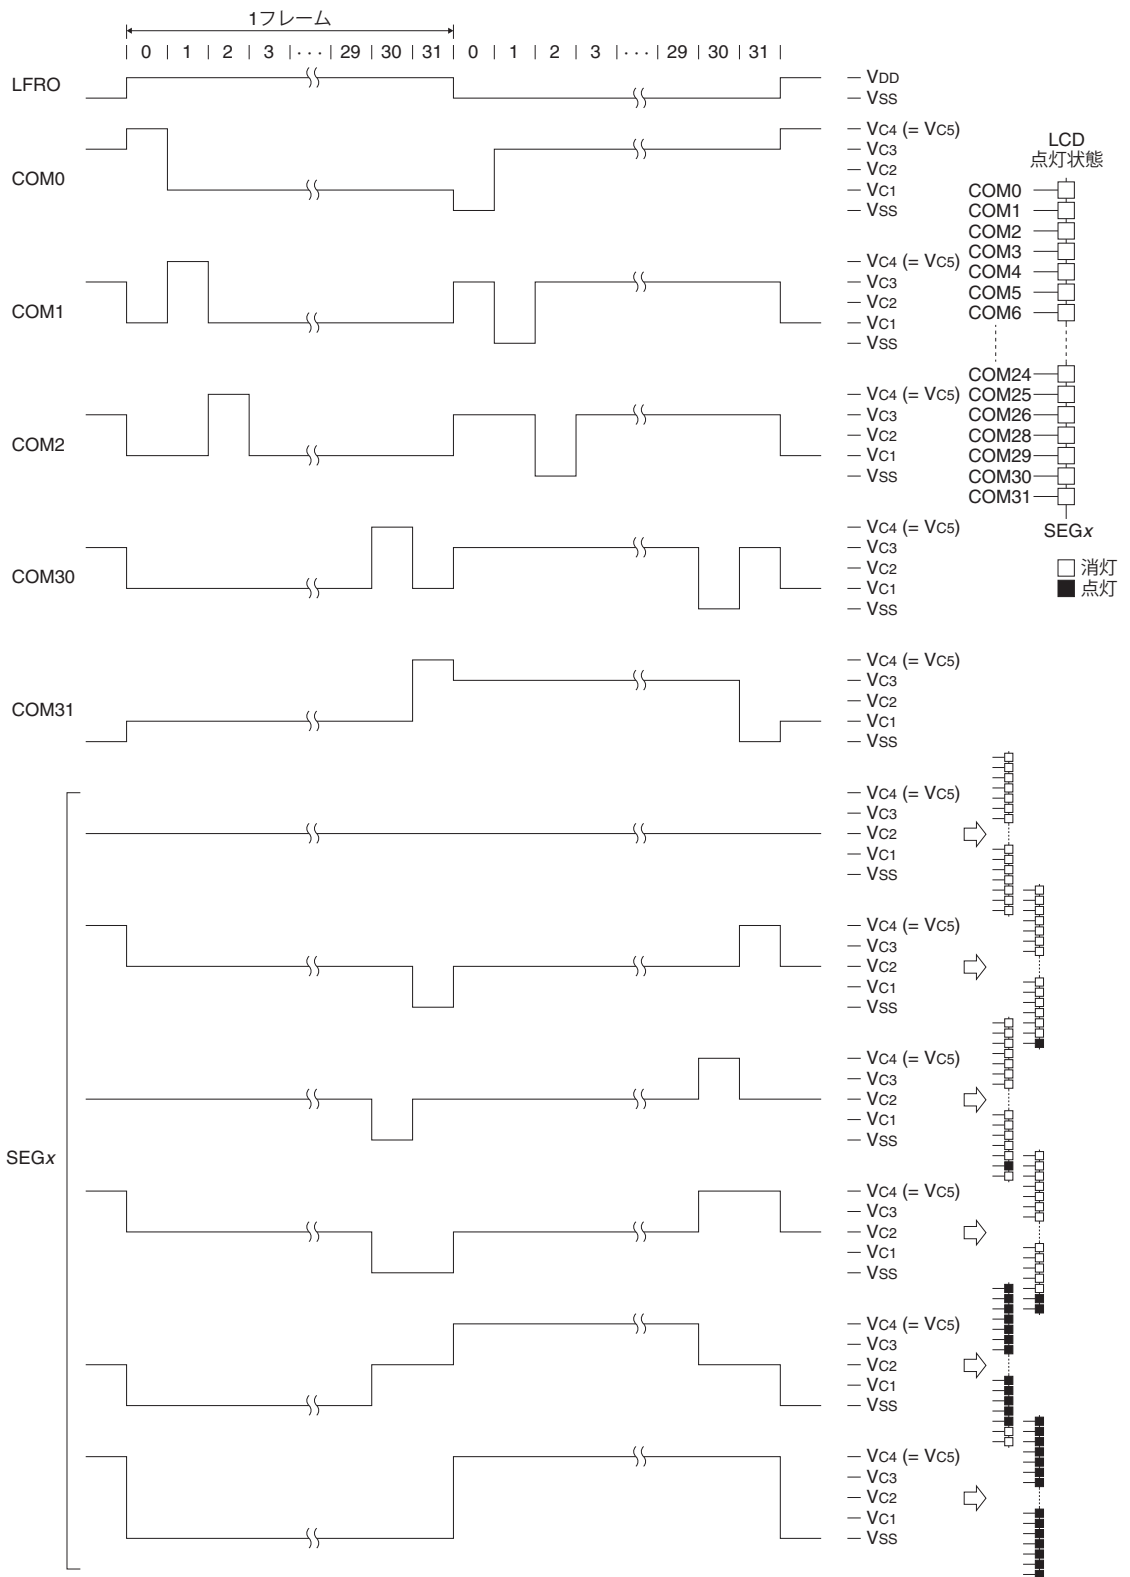 1フレーム
0 1 2 3 ··· 29 30 31 0 1 2 3 ··· 29 30 31
LFRO
VDD
VSS
COM0
VC4 (= VC5)
VC3
VC2
VC1
VSS
LCD
点灯状態
COM0
COM1
COM2
COM3
COM4
COM5
COM6
COM24
COM25
COM26
COM28
COM29
COM30
COM31
SEGx
消灯
点灯
COM1
VC4 (= VC5)
VC3
VC2
VC1
VSS
COM2
VC4 (= VC5)
VC3
VC2
VC1
VSS
COM30
VC4 (= VC5)
VC3
VC2
VC1
VSS
COM31
VC4 (= VC5)
VC3
VC2
VC1
VSS
SEGx
VC4 (= VC5)
VC3
VC2
VC1
VSS
VC4 (= VC5)
VC3
VC2
VC1
VSS
VC4 (= VC5)
VC3
VC2
VC1
VSS
VC4 (= VC5)
VC3
VC2
VC1
VSS
VC4 (= VC5)
VC3
VC2
VC1
VSS
VC4 (= VC5)
VC3
VC2
VC1
VSS